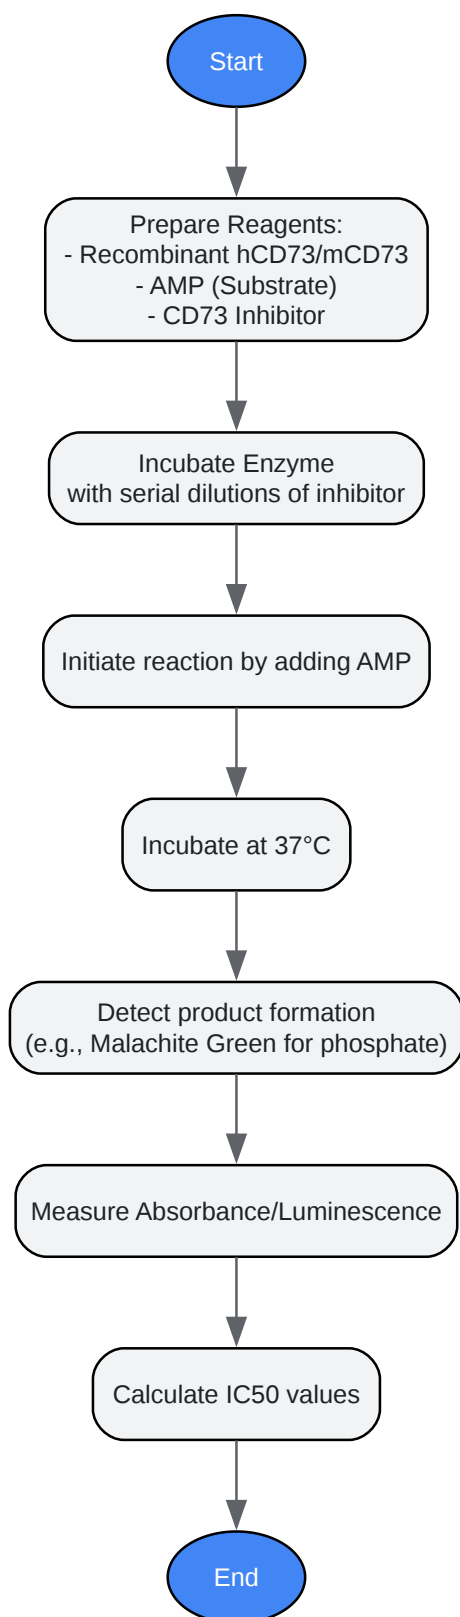 Start
Prepare Reagents:
- Recombinant hCD73/mCD73
- AMP (Substrate)
- CD73 Inhibitor
Incubate Enzyme
with serial dilutions of inhibitor
Initiate reaction by adding AMP
Incubate at 37°C
Detect product formation
(e.g., Malachite Green for phosphate)
Measure Absorbance/Luminescence
Calculate IC50 values
End